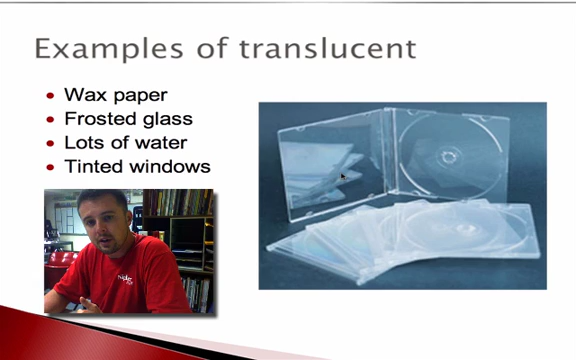 Examples of translucent
Wax paper
Frosted glass
Lots of water
Tinted windows